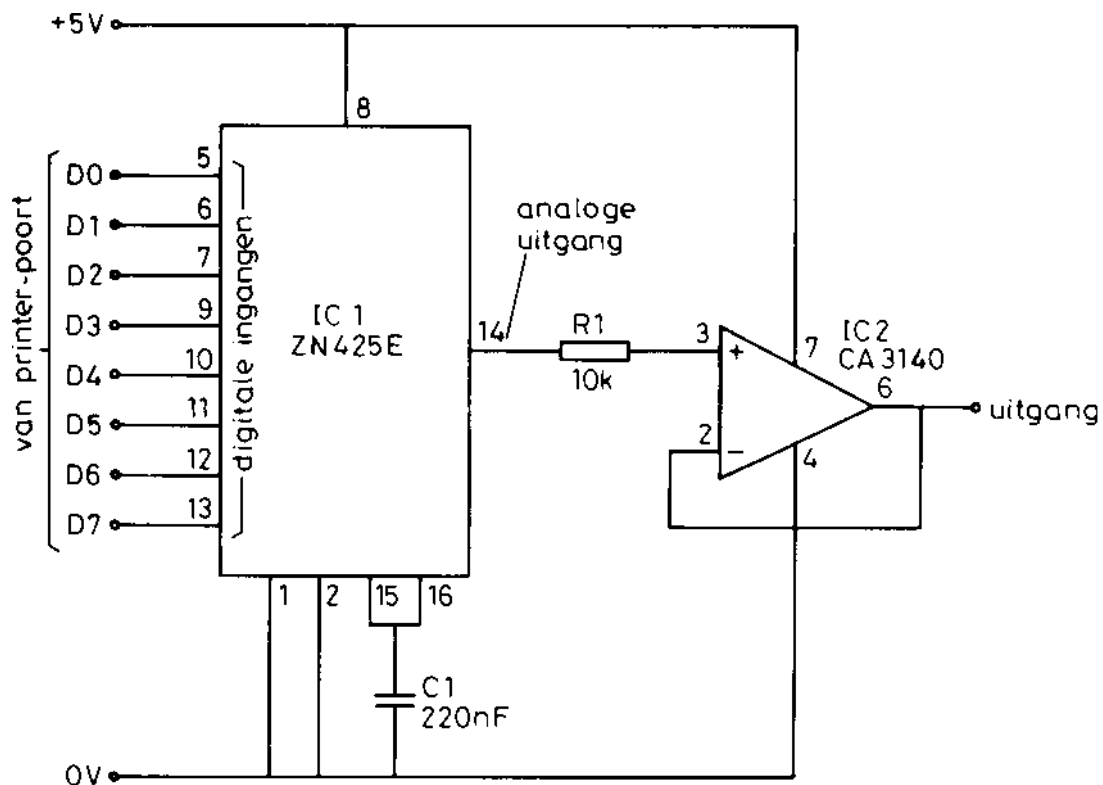 +5V
8
van printer-poort
D0
5
D1
6
D2
7
D3
9
D4
10
D5
11
D6
12
D7
13
digitale ingangen
IC 1
ZN425E
analoge
uitgang
14
R1
10k
3
+
2
−
IC2
CA3140
7
6
4
uitgang
1
2
15
16
C1
220nF
0V